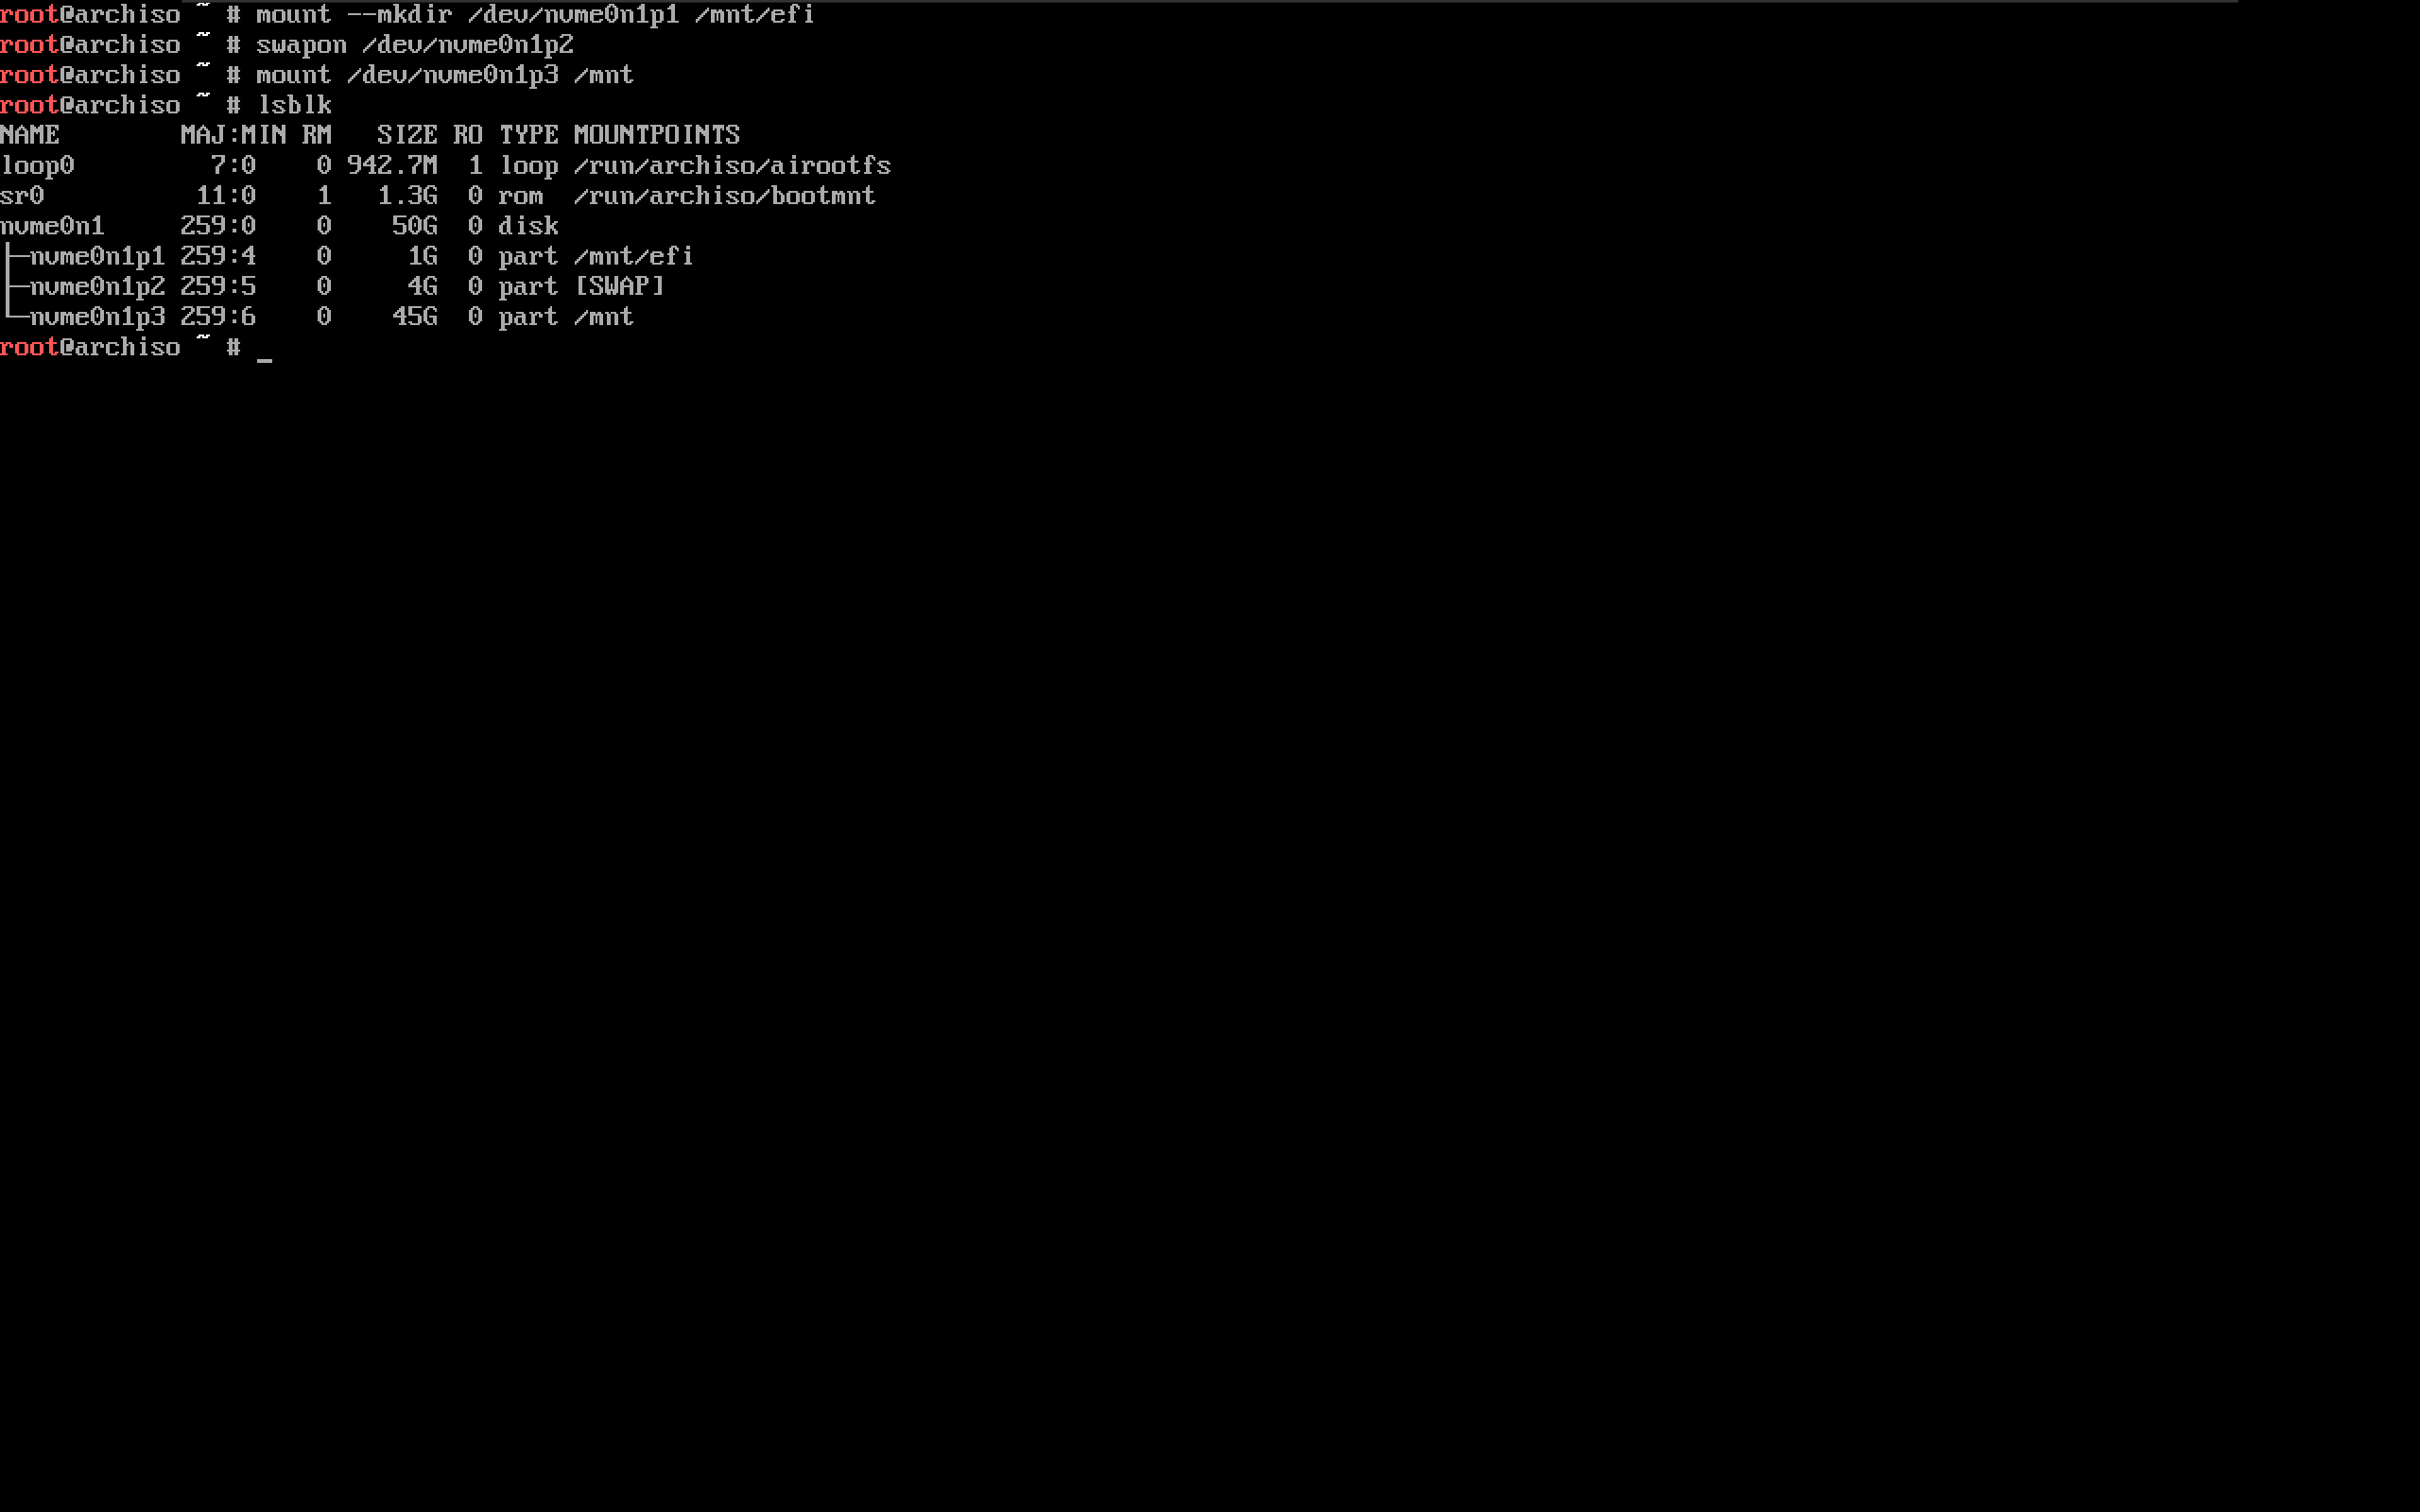 root@archiso ~ # mount --mkdir /dev/nvme0n1p1 /mnt/efi
root@archiso ~ # swapon /dev/nvme0n1p2
root@archiso ~ # mount /dev/nvme0n1p3 /mnt
root@archiso ~ # lsblk
NAME        MAJ:MIN RM   SIZE RO TYPE MOUNTPOINTS
loop0         7:0    0 942.7M  1 loop /run/archiso/airootfs
sr0          11:0    1   1.3G  0 rom  /run/archiso/bootmnt
nvme0n1     259:0    0    50G  0 disk
├─nvme0n1p1 259:4    0     1G  0 part /mnt/efi
├─nvme0n1p2 259:5    0     4G  0 part [SWAP]
└─nvme0n1p3 259:6    0    45G  0 part /mnt
root@archiso ~ # _